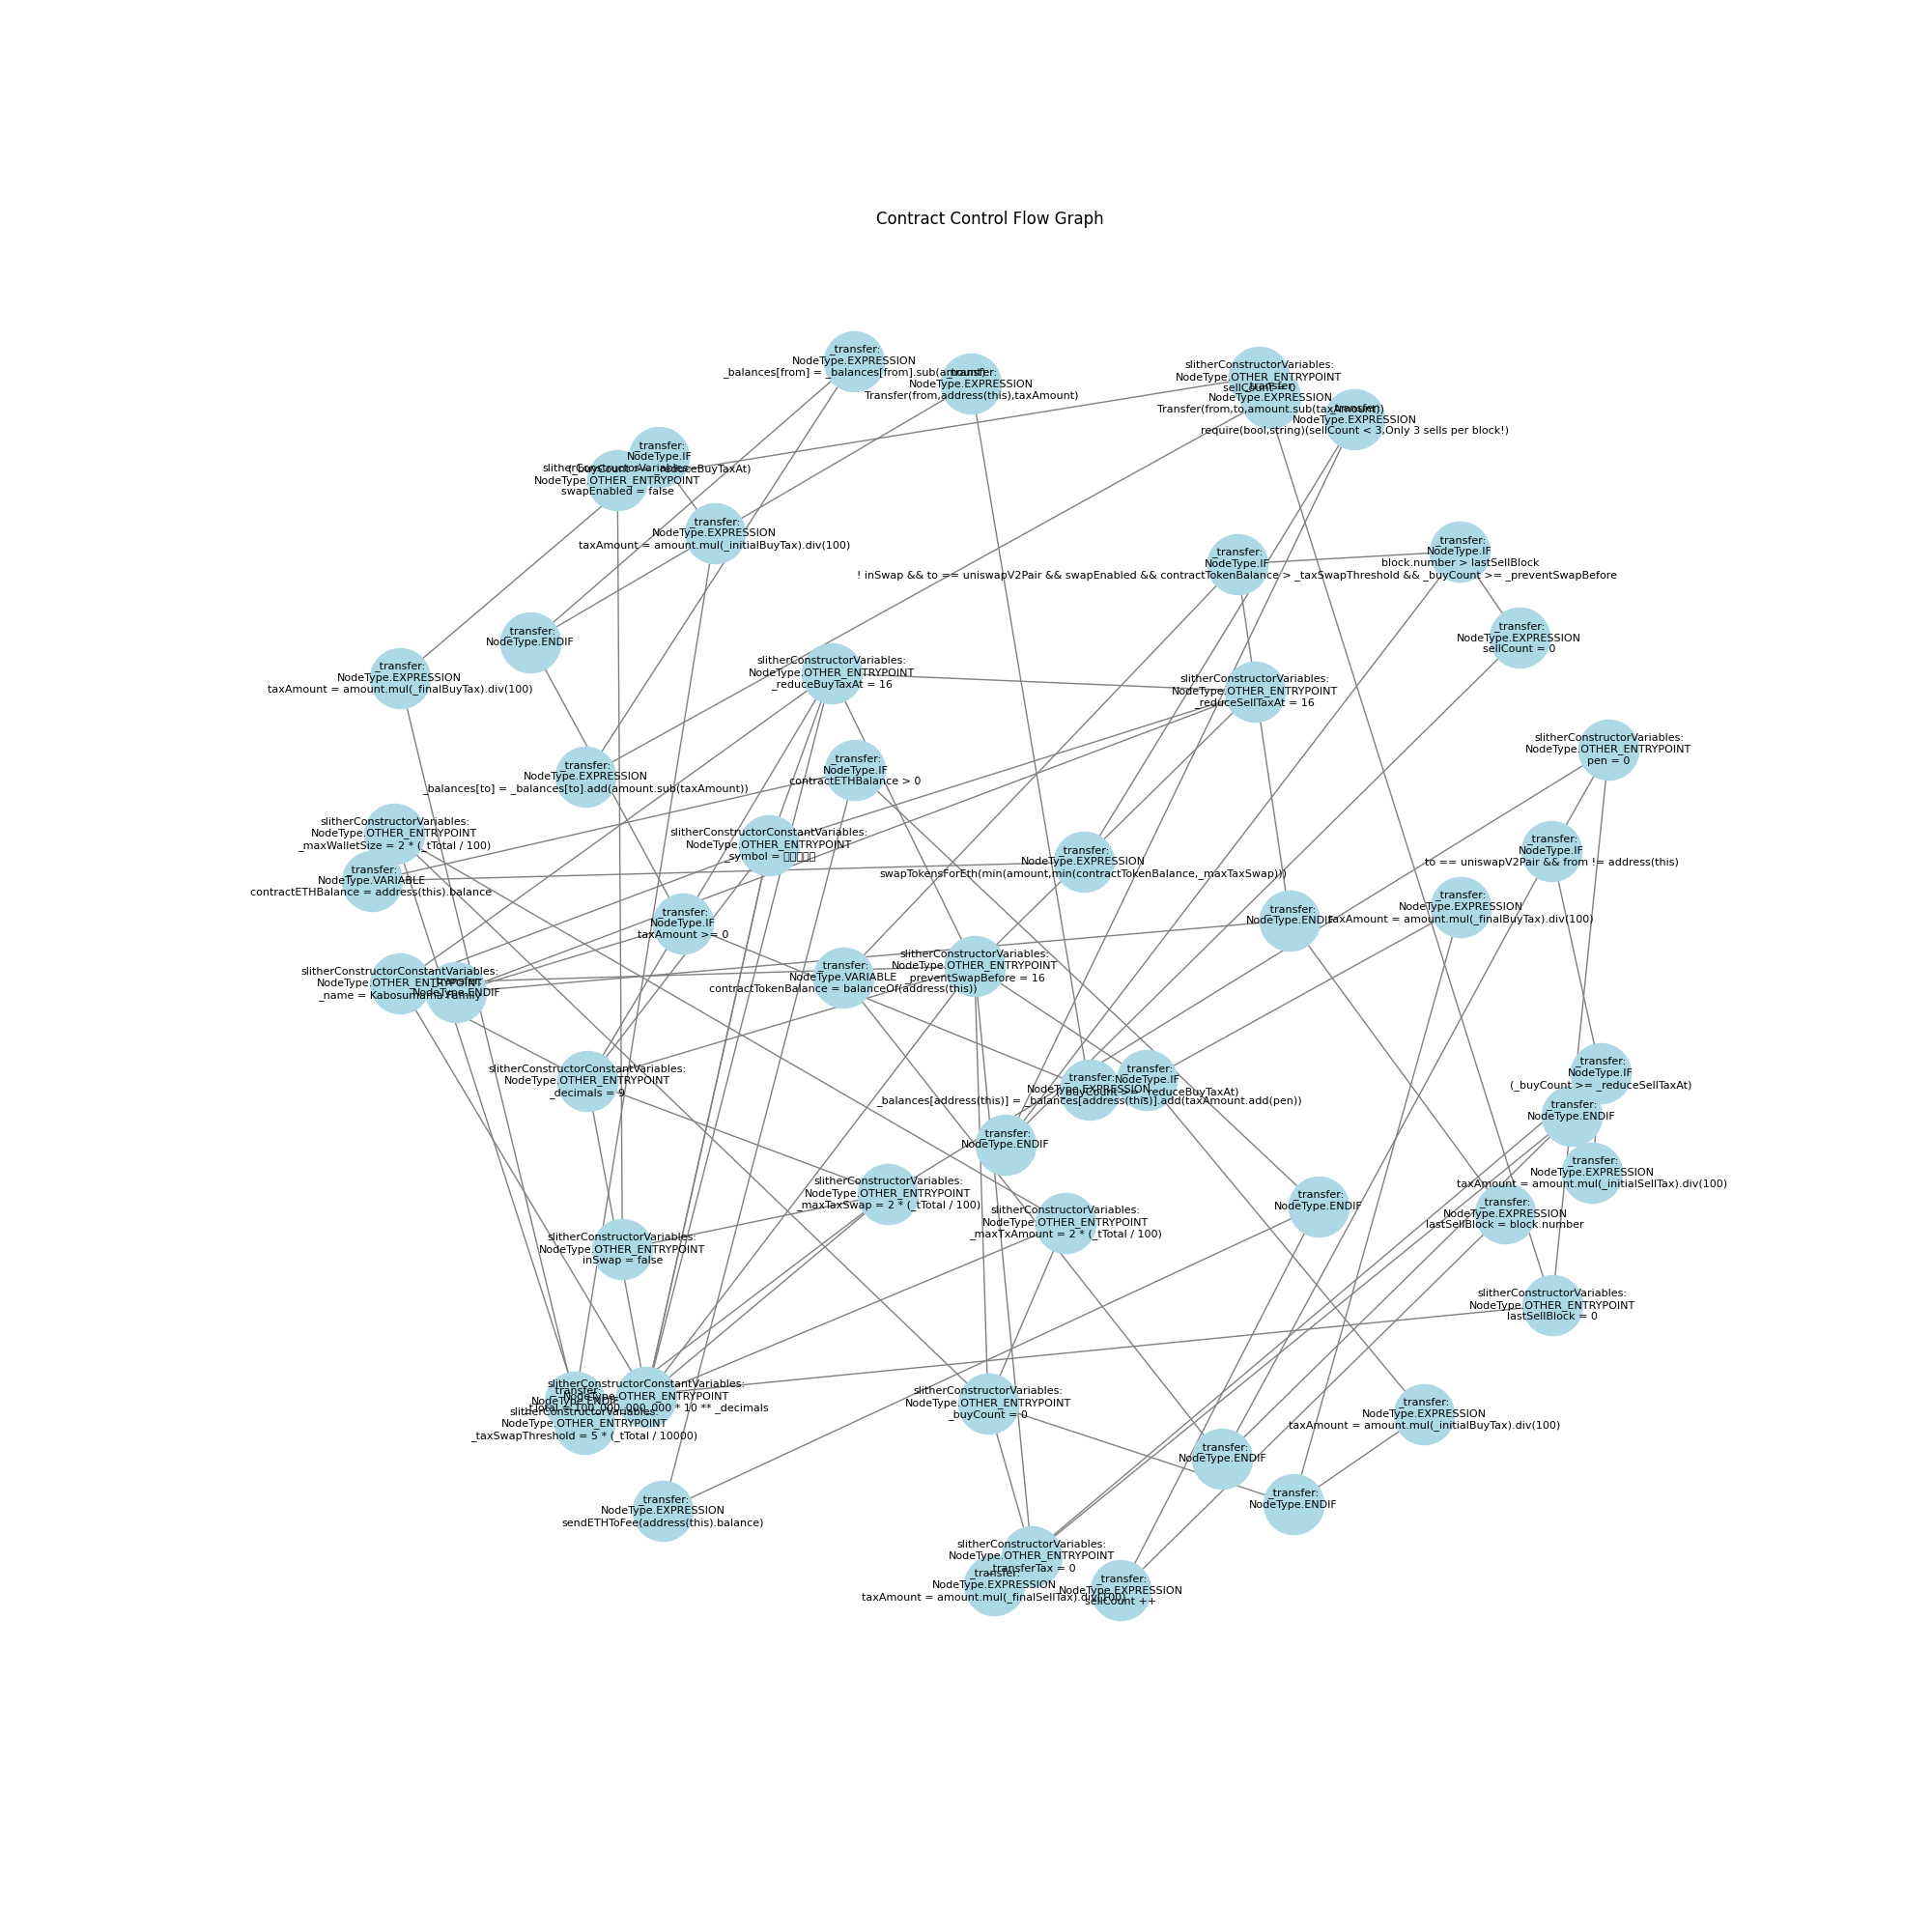 Contract Control Flow Graph
_transfer:
NodeType.EXPRESSION
_balances[from] = _balances[from].sub(amount)
_transfer:
NodeType.EXPRESSION
Transfer(from,address(this),taxAmount)
slitherConstructorVariables:
NodeType.OTHER_ENTRYPOINT
sellCount = 0
_transfer:
NodeType.EXPRESSION
Transfer(from,to,amount.sub(taxAmount))
_transfer:
NodeType.EXPRESSION
require(bool,string)(sellCount < 3,Only 3 sells per block!)
_transfer:
NodeType.IF
(_buyCount >= _reduceBuyTaxAt)
slitherConstructorVariables:
NodeType.OTHER_ENTRYPOINT
swapEnabled = false
_transfer:
NodeType.EXPRESSION
taxAmount = amount.mul(_initialBuyTax).div(100)
_transfer:
NodeType.IF
! inSwap && to == uniswapV2Pair && swapEnabled && contractTokenBalance > _taxSwapThreshold && _buyCount >= _preventSwapBefore
_transfer:
NodeType.IF
block.number > lastSellBlock
_transfer:
NodeType.ENDIF
_transfer:
NodeType.EXPRESSION
sellCount = 0
_transfer:
NodeType.EXPRESSION
taxAmount = amount.mul(_finalBuyTax).div(100)
slitherConstructorVariables:
NodeType.OTHER_ENTRYPOINT
_reduceBuyTaxAt = 16
slitherConstructorVariables:
NodeType.OTHER_ENTRYPOINT
_reduceSellTaxAt = 16
slitherConstructorVariables:
NodeType.OTHER_ENTRYPOINT
pen = 0
_transfer:
NodeType.EXPRESSION
_balances[to] = _balances[to].add(amount.sub(taxAmount))
_transfer:
NodeType.IF
contractETHBalance > 0
slitherConstructorVariables:
NodeType.OTHER_ENTRYPOINT
_maxWalletSize = 2 * (_tTotal / 100)
slitherConstructorConstantVariables:
NodeType.OTHER_ENTRYPOINT
_symbol =
_transfer:
NodeType.EXPRESSION
swapTokensForEth(min(amount,min(contractTokenBalance,_maxTaxSwap)))
_transfer:
NodeType.IF
to == uniswapV2Pair && from != address(this)
_transfer:
NodeType.VARIABLE
contractETHBalance = address(this).balance
_transfer:
NodeType.IF
taxAmount >= 0
_transfer:
NodeType.ENDIF
_transfer:
NodeType.EXPRESSION
taxAmount = amount.mul(_finalBuyTax).div(100)
slitherConstructorConstantVariables:
NodeType.OTHER_ENTRYPOINT
_name = Kabosumama Family
_transfer:
NodeType.ENDIF
_transfer:
NodeType.VARIABLE
contractTokenBalance = balanceOf(address(this))
slitherConstructorVariables:
NodeType.OTHER_ENTRYPOINT
_preventSwapBefore = 16
slitherConstructorConstantVariables:
NodeType.OTHER_ENTRYPOINT
_decimals = 9
_transfer:
NodeType.EXPRESSION
_balances[address(this)] = _balances[address(this)].add(taxAmount.add(pen))
_transfer:
NodeType.IF
(_buyCount >= _reduceBuyTaxAt)
_transfer:
NodeType.IF
(_buyCount >= _reduceSellTaxAt)
_transfer:
NodeType.ENDIF
_transfer:
NodeType.ENDIF
_transfer:
NodeType.EXPRESSION
taxAmount = amount.mul(_initialSellTax).div(100)
slitherConstructorVariables:
NodeType.OTHER_ENTRYPOINT
_maxTaxSwap = 2 * (_tTotal / 100)
slitherConstructorVariables:
NodeType.OTHER_ENTRYPOINT
_maxTxAmount = 2 * (_tTotal / 100)
_transfer:
NodeType.ENDIF
_transfer:
NodeType.EXPRESSION
lastSellBlock = block.number
slitherConstructorVariables:
NodeType.OTHER_ENTRYPOINT
inSwap = false
slitherConstructorVariables:
NodeType.OTHER_ENTRYPOINT
lastSellBlock = 0
slitherConstructorConstantVariables:
NodeType.OTHER_ENTRYPOINT
_tTotal = 100_000_000_000 * 10 ** _decimals
_transfer:
NodeType.ENDIF
slitherConstructorVariables:
NodeType.OTHER_ENTRYPOINT
_taxSwapThreshold = 5 * (_tTotal / 10000)
slitherConstructorVariables:
NodeType.OTHER_ENTRYPOINT
_buyCount = 0
_transfer:
NodeType.EXPRESSION
taxAmount = amount.mul(_initialBuyTax).div(100)
_transfer:
NodeType.ENDIF
_transfer:
NodeType.ENDIF
_transfer:
NodeType.EXPRESSION
sendETHToFee(address(this).balance)
slitherConstructorVariables:
NodeType.OTHER_ENTRYPOINT
_transferTax = 0
_transfer:
NodeType.EXPRESSION
taxAmount = amount.mul(_finalSellTax).div(100)
_transfer:
NodeType.EXPRESSION
sellCount ++